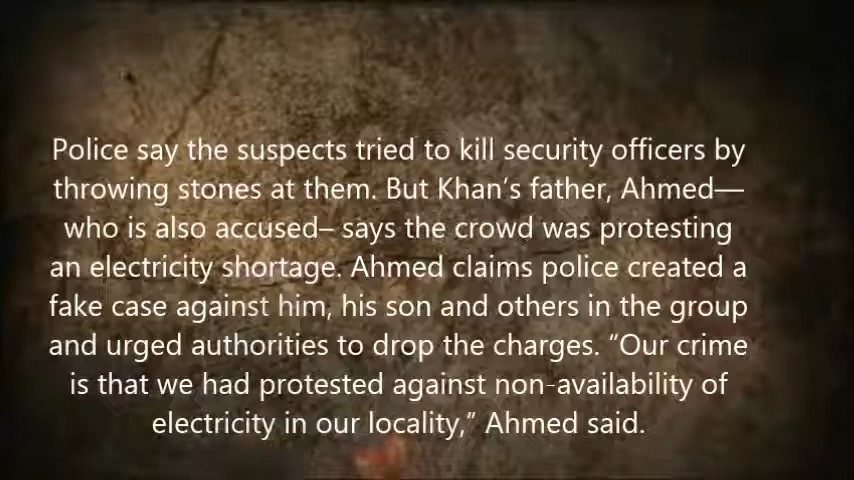 Police say the suspects tried to kill security officers by
throwing stones at them. But Khan’s father, Ahmed—
who is also accused– says the crowd was protesting
an electricity shortage. Ahmed claims police created a
fake case against him, his son and others in the group
and urged authorities to drop the charges. “Our crime
is that we had protested against non-availability of
electricity in our locality,” Ahmed said.